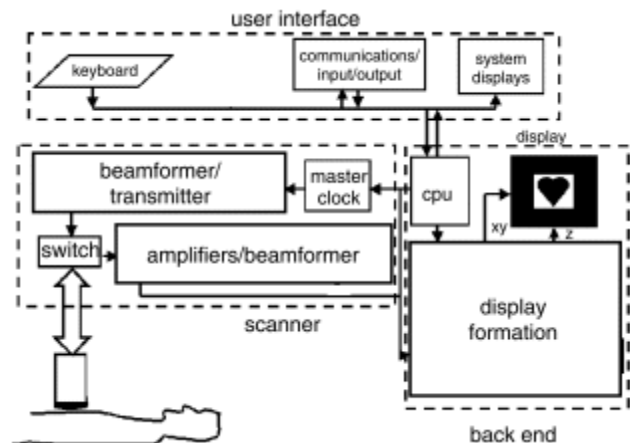 user interface
keyboard
communications/
input/output
system
displays
display
beamformer/
transmitter
master
clock
cpu
xy
z
switch
amplifiers/beamformer
display
formation
scanner
back end